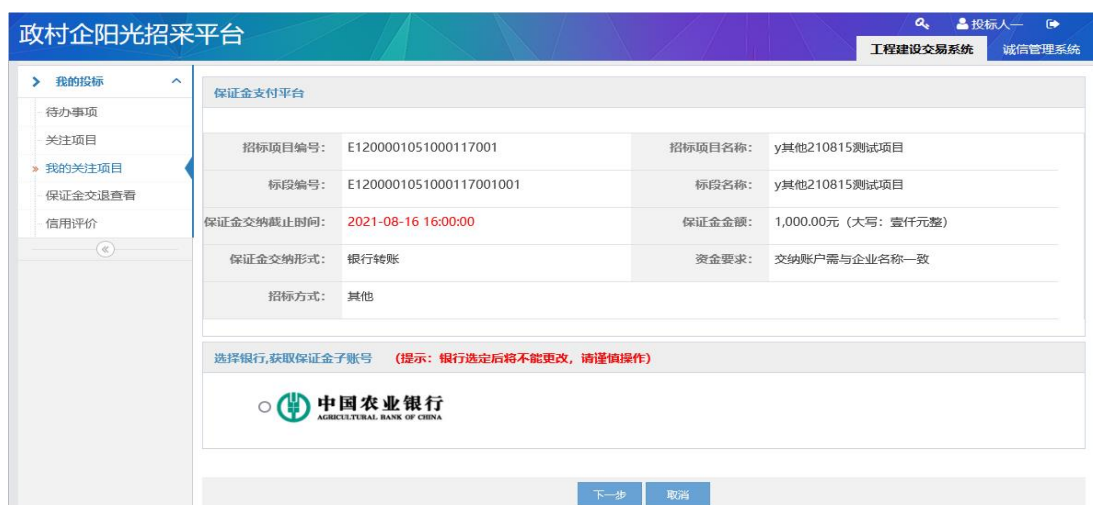 政村企阳光招采平台
投标人一
工程建设交易系统 诚信管理系统
我的投标
待办事项
关注项目
我的关注项目
保证金交退查看
信用评价
保证金支付平台
招标项目编号： E1200001051000117001 招标项目名称： y其他210815测试项目
标段编号： E1200001051000117001001 标段名称： y其他210815测试项目
保证金交纳截止时间： 2021-08-16 16:00:00 保证金金额： 1,000.00元（大写：壹仟元整）
保证金交纳形式： 银行转账 资金要求： 交纳账户需与企业名称一致
招标方式： 其他
选择银行,获取保证金子账号 （提示：银行选定后将不能更改，请谨慎操作）
中国农业银行
AGRICULTURAL BANK OF CHINA
下一步 取消